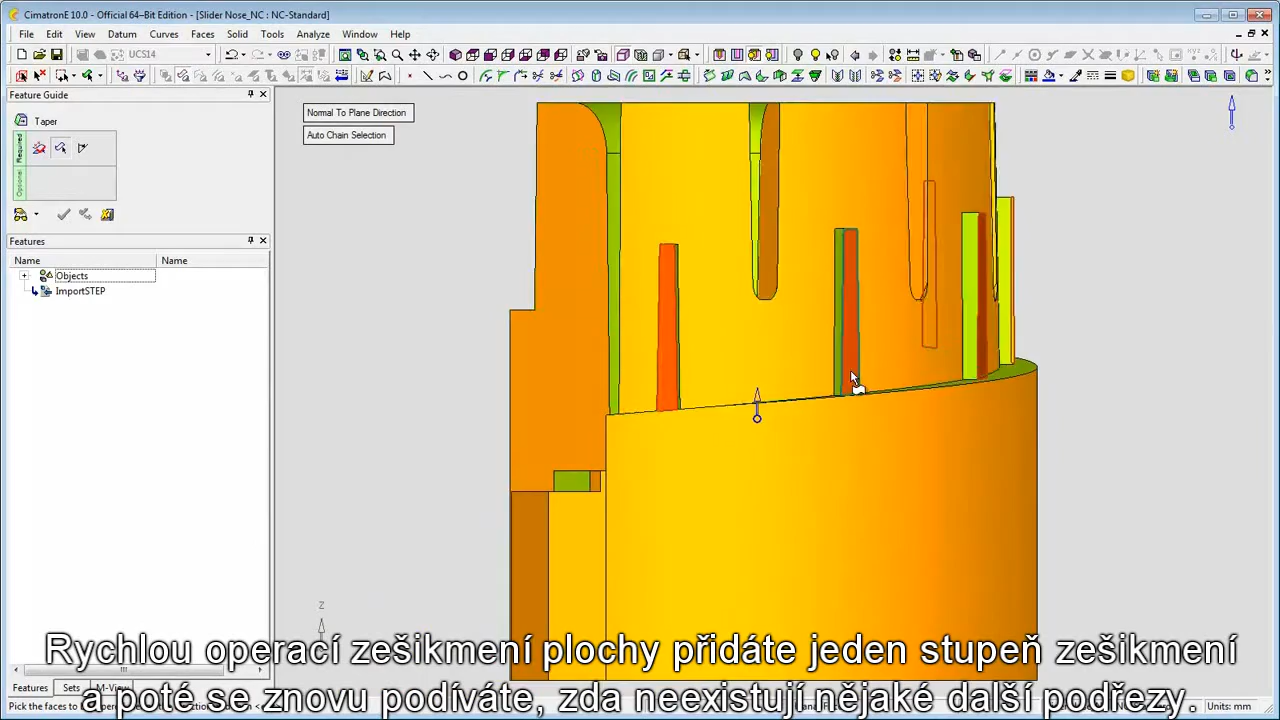 CimatronE 10.0 - Official 64-Bit Edition - [Slider Nose_NC : NC-Standard]
File Edit View Datum Curves Faces Solid Tools Analyze Window Help
UCS14
Feature Guide
Normal To Plane Direction
Taper
Auto Chain Selection
Required
Optional
Features
Name Name
Objects
ImportSTEP
Z
Rychlou operací zešikmení plochy přidáte jeden stupeň zešikmení
a poté se znovu podíváte, zda neexistují nějaké další podřezy.
Features Sets M-View
Pick the faces to be
Units: mm